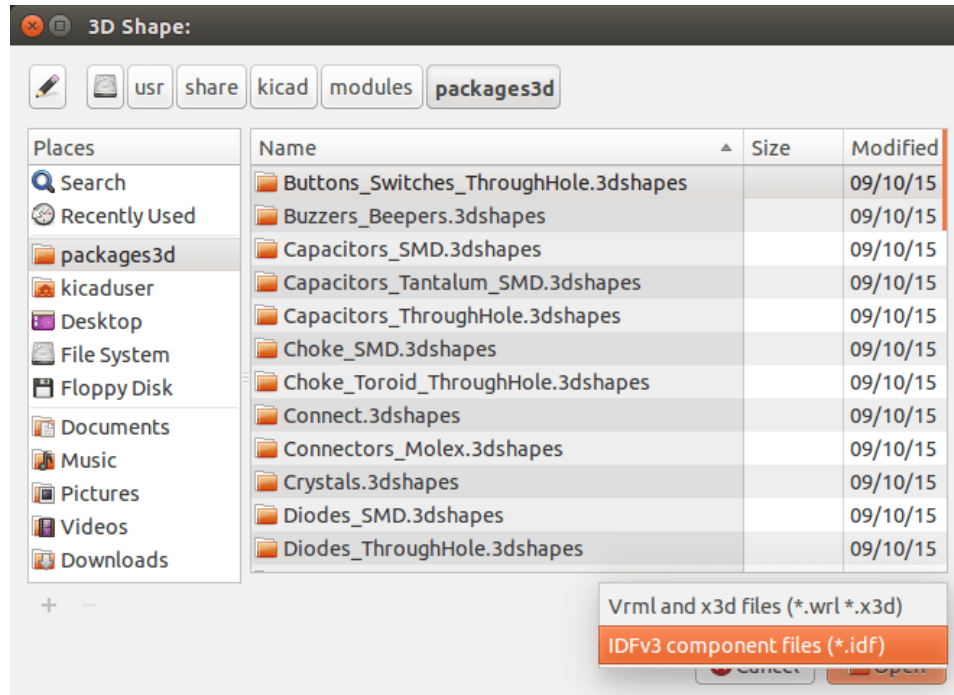 3D Shape:
usr share kicad modules packages3d
Places
Search
Recently Used
packages3d
kicaduser
Desktop
File System
Floppy Disk
Documents
Music
Pictures
Videos
Downloads
Name Size Modified
Buttons_Switches_ThroughHole.3dshapes 09/10/15
Buzzers_Beepers.3dshapes 09/10/15
Capacitors_SMD.3dshapes 09/10/15
Capacitors_Tantalum_SMD.3dshapes 09/10/15
Capacitors_ThroughHole.3dshapes 09/10/15
Choke_SMD.3dshapes 09/10/15
Choke_Toroid_ThroughHole.3dshapes 09/10/15
Connect.3dshapes 09/10/15
Connectors_Molex.3dshapes 09/10/15
Crystals.3dshapes 09/10/15
Diodes_SMD.3dshapes 09/10/15
Diodes_ThroughHole.3dshapes 09/10/15
Vrml and x3d files (*.wrl *.x3d)
IDFv3 component files (*.idf)
Cancel Open